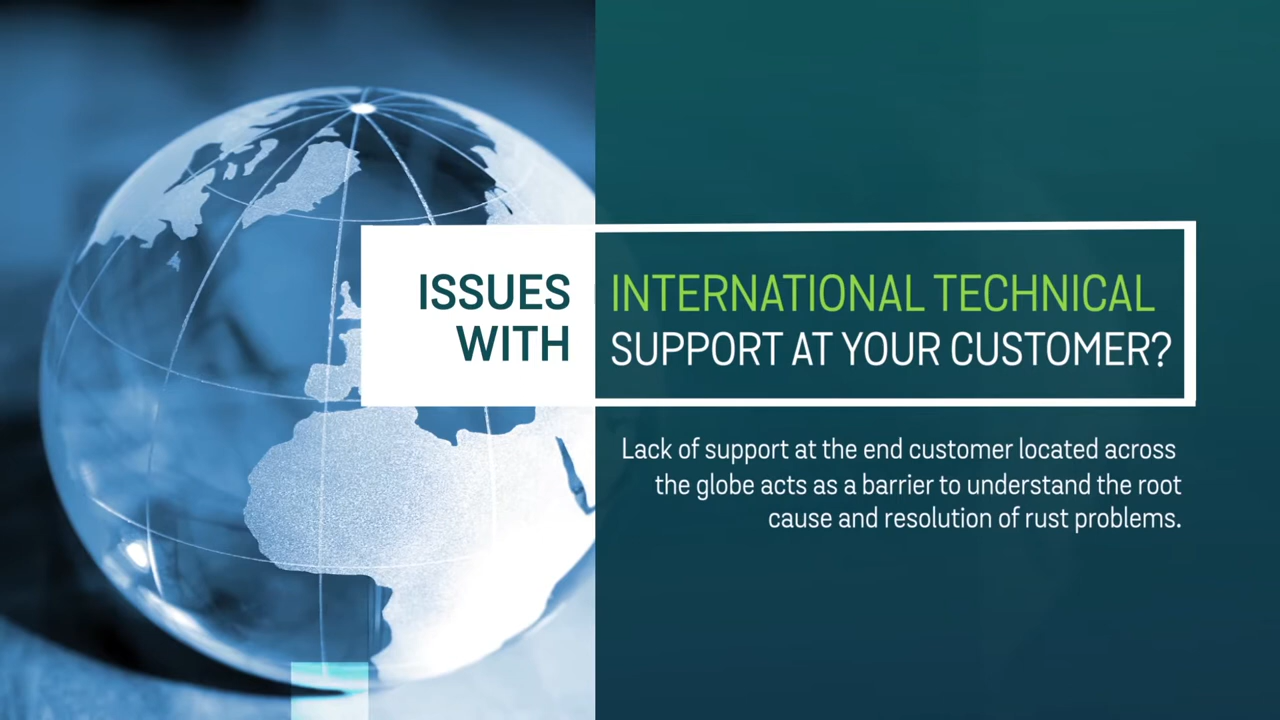 ISSUES
WITH
INTERNATIONAL TECHNICAL
SUPPORT AT YOUR CUSTOMER?
Lack of support at the end customer located across
the globe acts as a barrier to understand the root
cause and resolution of rust problems.